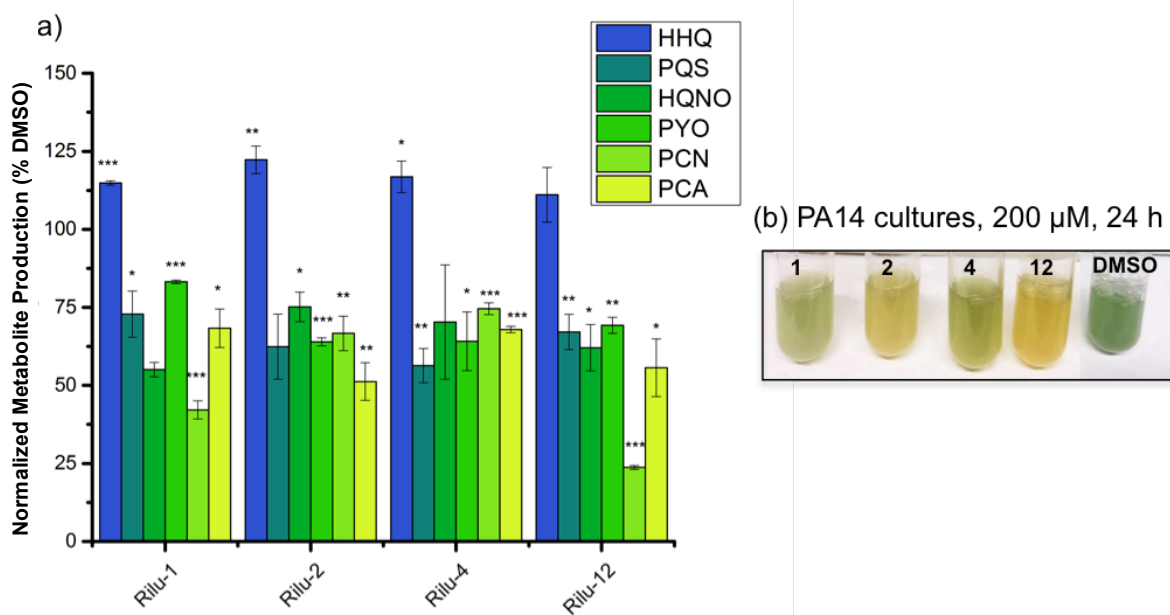 a)
HHQ
PQS
HQNO
PYO
PCN
PCA
Normalized Metabolite Production (% DMSO)
150
125
100
75
50
25
0
***
*
***
***
*
**
*
***
**
**
*
**
*
***
***
**
*
**
***
*
Rilu-1
Rilu-2
Rilu-4
Rilu-12
(b) PA14 cultures, 200 µM, 24 h
1
2
4
12
DMSO